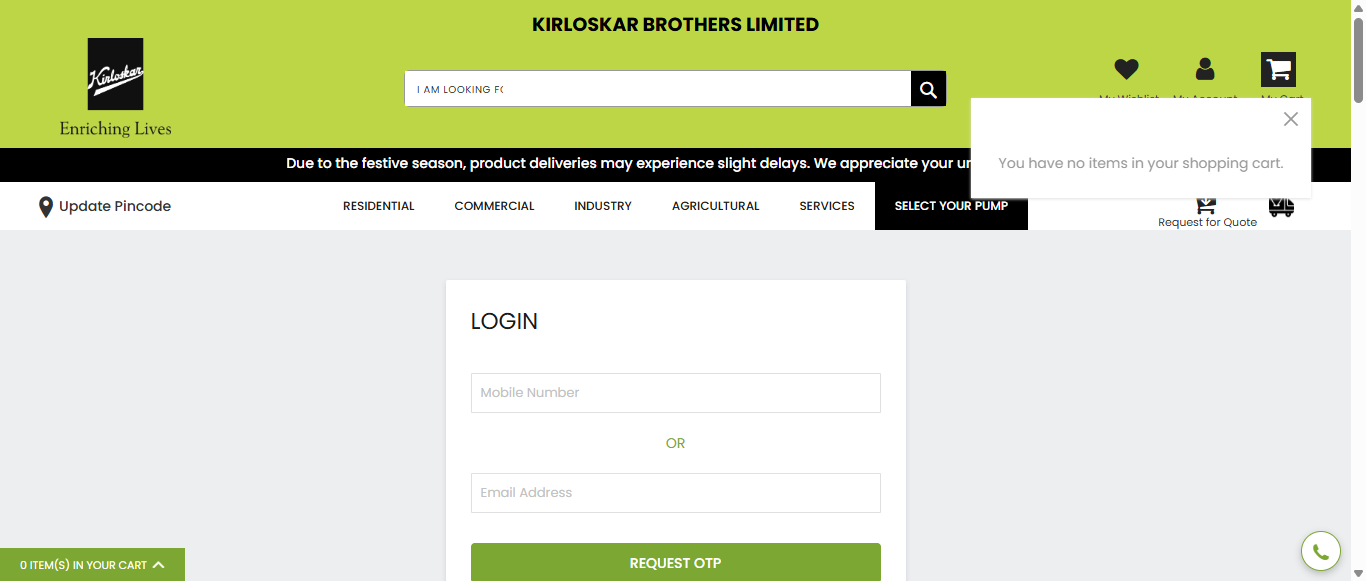 KIRLOSKAR BROTHERS LIMITED
Kirloskar
Enriching Lives
I AM LOOKING FO
My Wishlist
My Account
My Cart
You have no items in your shopping cart.
Due to the festive season, product deliveries may experience slight delays. We appreciate your
Update Pincode
RESIDENTIAL
COMMERCIAL
INDUSTRY
AGRICULTURAL
SERVICES
SELECT YOUR PUMP
Request for Quote
LOGIN
Mobile Number
OR
Email Address
REQUEST OTP
0 ITEM(S) IN YOUR CART